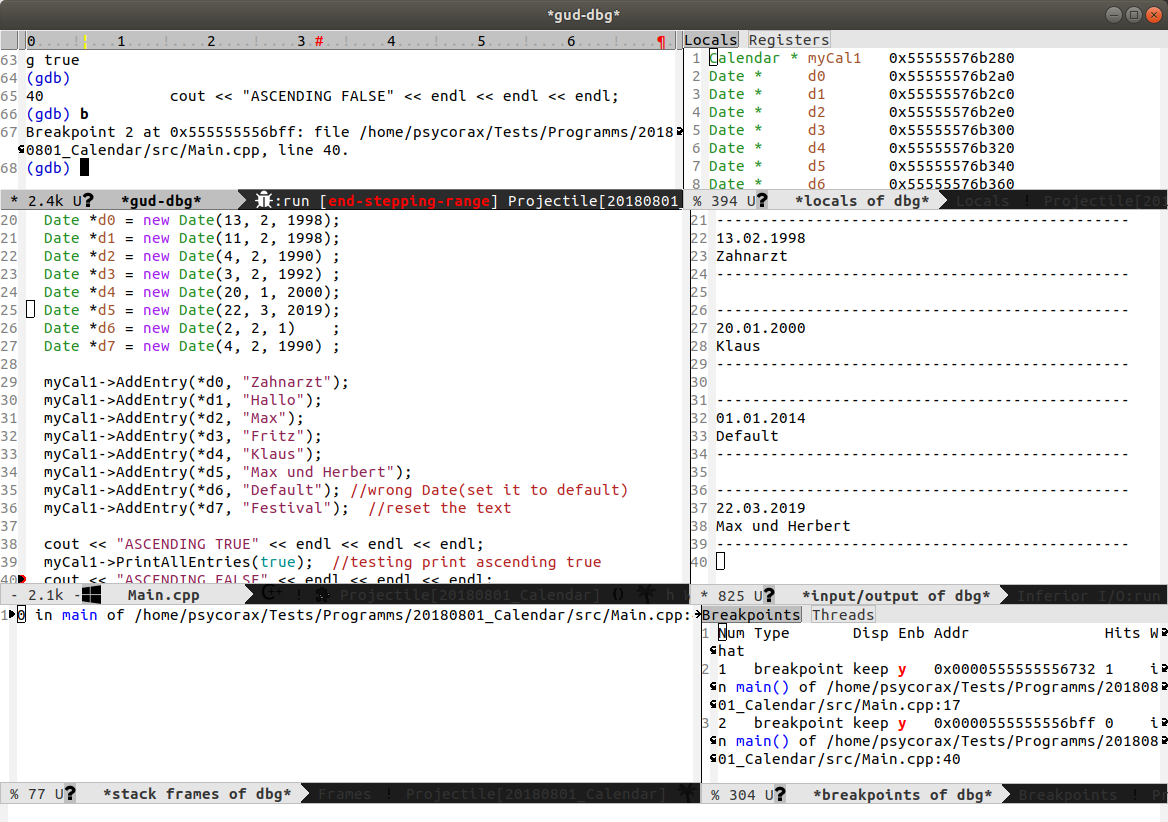 *gud-dbg*
0 1 2 3 # 4 5 6 ¶
63 g true
64 (gdb)
65 40              cout << "ASCENDING FALSE" << endl << endl << endl;
66 (gdb) b
67 Breakpoint 2 at 0x555555556bff: file /home/psycorax/Tests/Programms/2018
0801_Calendar/src/Main.cpp, line 40.
68 (gdb)
* 2.4k U? *gud-dbg* :run [end-stepping-range] Projectile[20180801_
Locals Registers
1 Calendar * myCal1 0x55555576b280
2 Date * d0 0x55555576b2a0
3 Date * d1 0x55555576b2c0
4 Date * d2 0x55555576b2e0
5 Date * d3 0x55555576b300
6 Date * d4 0x55555576b320
7 Date * d5 0x55555576b340
8 Date * d6 0x55555576b360
% 394 U? *locals of dbg* Locals ! Projectile[20
20 Date *d0 = new Date(13, 2, 1998);
21 Date *d1 = new Date(11, 2, 1998);
22 Date *d2 = new Date(4, 2, 1990) ;
23 Date *d3 = new Date(3, 2, 1992) ;
24 Date *d4 = new Date(20, 1, 2000);
25 Date *d5 = new Date(22, 3, 2019);
26 Date *d6 = new Date(2, 2, 1)    ;
27 Date *d7 = new Date(4, 2, 1990) ;
28
29 myCal1->AddEntry(*d0, "Zahnarzt");
30 myCal1->AddEntry(*d1, "Hallo");
31 myCal1->AddEntry(*d2, "Max");
32 myCal1->AddEntry(*d3, "Fritz");
33 myCal1->AddEntry(*d4, "Klaus");
34 myCal1->AddEntry(*d5, "Max und Herbert");
35 myCal1->AddEntry(*d6, "Default"); //wrong Date(set it to default)
36 myCal1->AddEntry(*d7, "Festival");  //reset the text
37
38 cout << "ASCENDING TRUE" << endl << endl << endl;
39 myCal1->PrintAllEntries(true);  //testing print ascending true
40 cout << "ASCENDING FALSE" << endl << endl << endl;
- 2.1k - Main.cpp C++ ! Projectile[20180801_Calendar] () h W
21 ----------------------------------------------
22 13.02.1998
23 Zahnarzt
24 ----------------------------------------------
25
26 ----------------------------------------------
27 20.01.2000
28 Klaus
29 ----------------------------------------------
30
31 ----------------------------------------------
32 01.01.2014
33 Default
34 ----------------------------------------------
35
36 ----------------------------------------------
37 22.03.2019
38 Max und Herbert
39 ----------------------------------------------
40
* 825 U? *input/output of dbg* Inferior I/O:run
1 0 in main of /home/psycorax/Tests/Programms/20180801_Calendar/src/Main.cpp:
% 77 U? *stack frames of dbg* Frames ! Projectile[20180801_Calendar]
Breakpoints Threads
1 Num Type       Disp Enb Addr               Hits W
hat
2 1   breakpoint keep y   0x0000555555556732 1    i
n main() of /home/psycorax/Tests/Programms/201808
01_Calendar/src/Main.cpp:17
3 2   breakpoint keep y   0x0000555555556bff 0    i
n main() of /home/psycorax/Tests/Programms/201808
01_Calendar/src/Main.cpp:40
% 304 U? *breakpoints of dbg* Breakpoints ! Pr